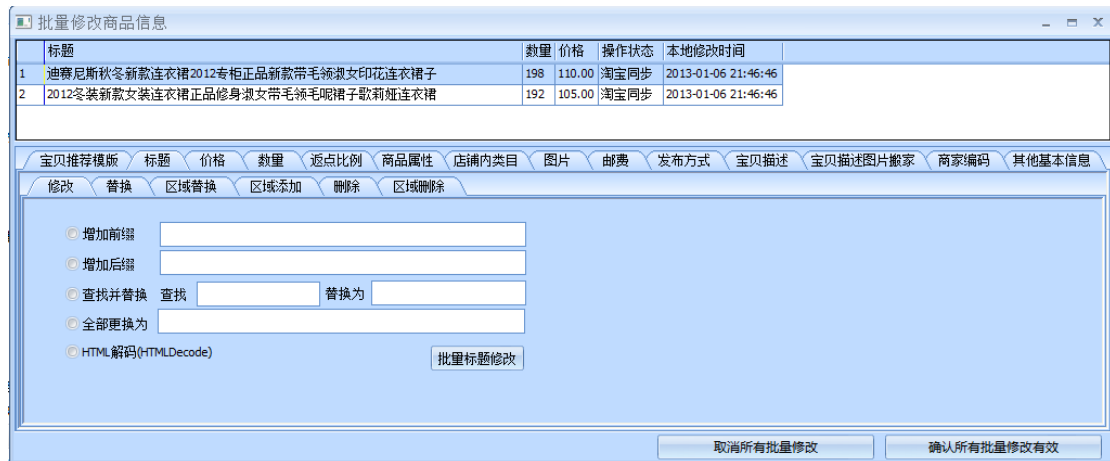 批量修改商品信息
标题 数量 价格 操作状态 本地修改时间
1 迪赛尼斯秋冬新款连衣裙2012专柜正品新款带毛领淑女印花连衣裙子 198 110.00 淘宝同步 2013-01-06 21:46:46
2 2012冬装新款女装连衣裙正品修身淑女带毛领毛呢裙子歌莉娅连衣裙 192 105.00 淘宝同步 2013-01-06 21:46:46
宝贝推荐模版 标题 价格 数量 返点比例 商品属性 店铺内类目 图片 邮费 发布方式 宝贝描述 宝贝描述图片搬家 商家编码 其他基本信息
修改 替换 区域替换 区域添加 删除 区域删除
增加前缀
增加后缀
查找并替换 查找 替换为
全部更换为
HTML解码(HTMLDecode)
批量标题修改
取消所有批量修改 确认所有批量修改有效